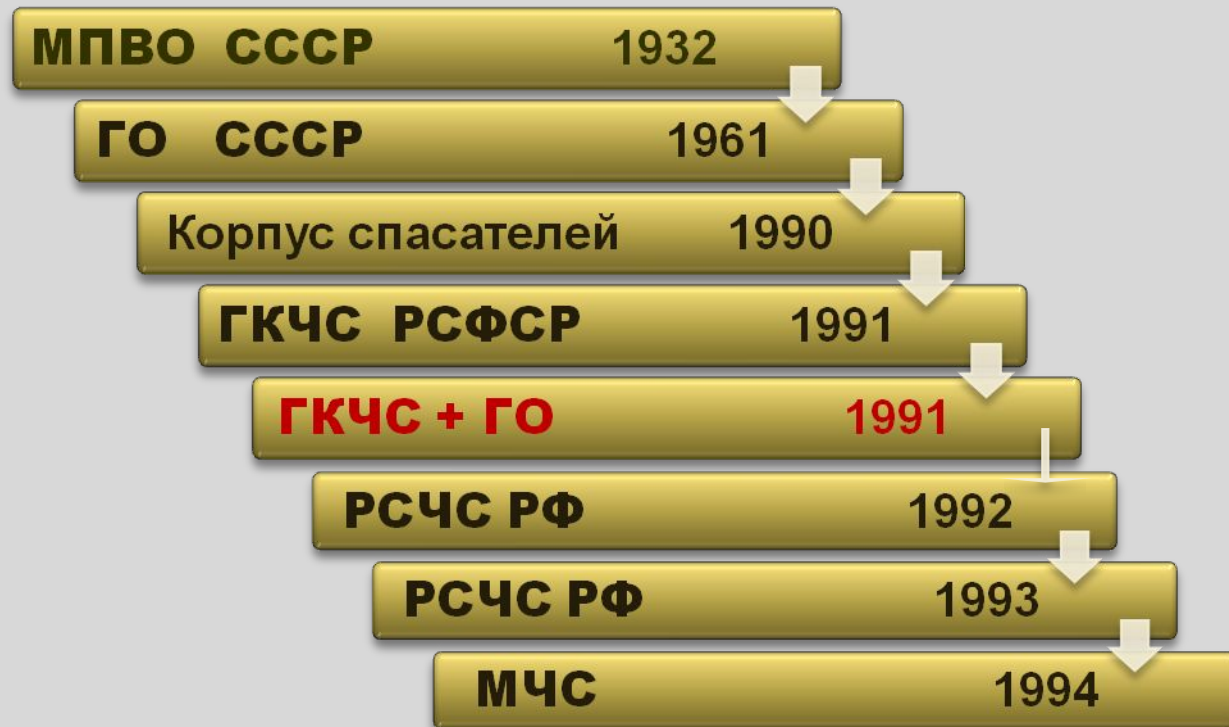 МПВО СССР 1932
ГО СССР 1961
Корпус спасателей 1990
ГКЧС РСФСР 1991
ГКЧС + ГО 1991
РСЧС РФ 1992
РСЧС РФ 1993
МЧС 1994